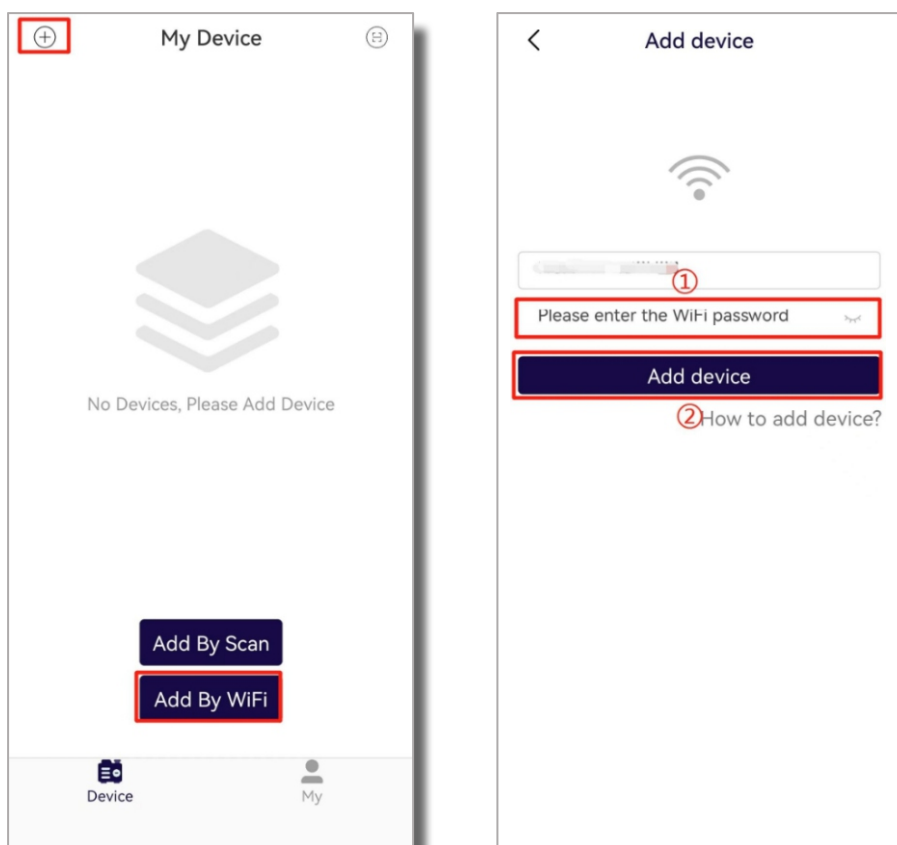 My Device
No Devices, Please Add Device
Add By Scan
Add By WiFi
Device
My
Add device
①
Please enter the WiFi password
Add device
②How to add device?